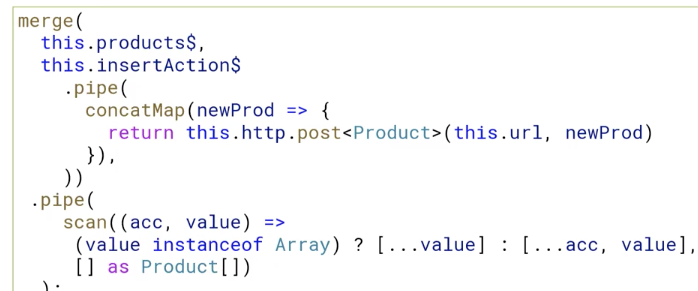 merge(
this.products$,
this.insertAction$
.pipe(
concatMap(newProd => {
return this.http.post<Product>(this.url, newProd)
}),
))
.pipe(
scan((acc, value) =>
(value instanceof Array) ? [...value] : [...acc, value],
[] as Product[])
);